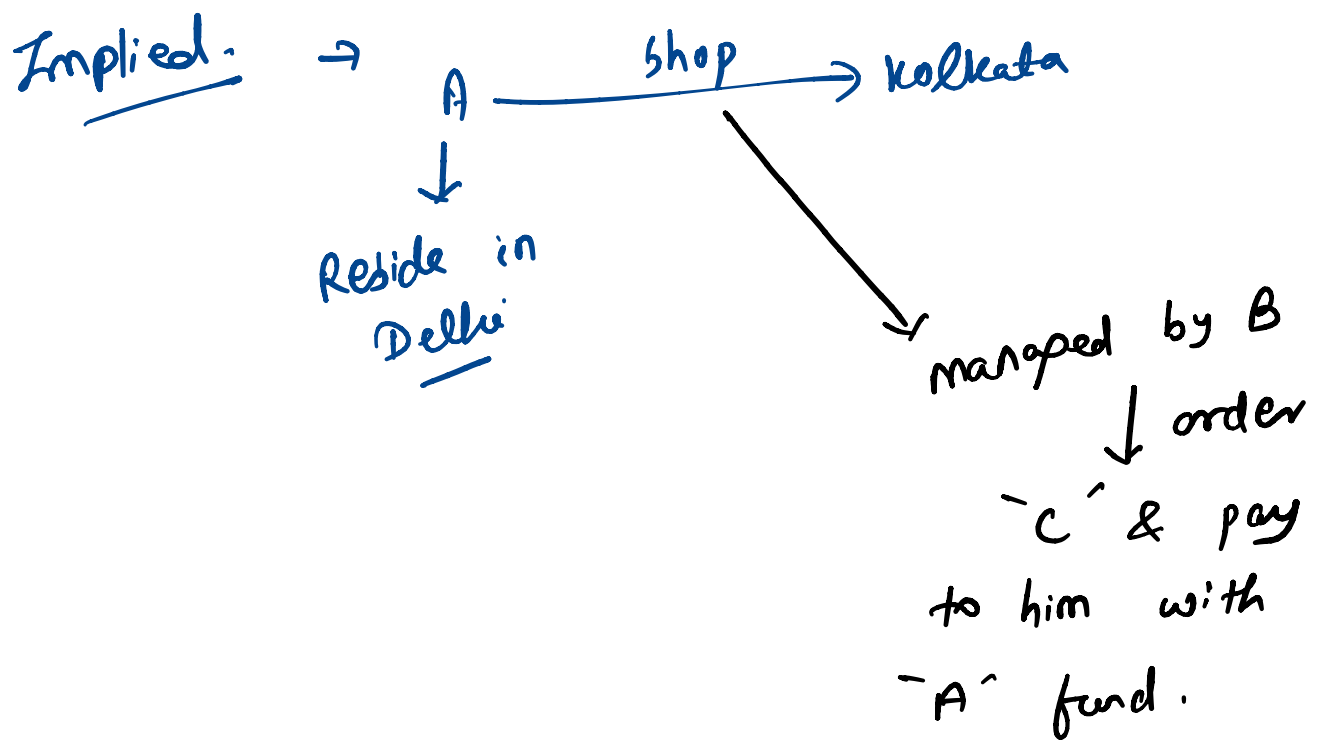 Implied. → A shop → Kolkata
↓
Reside in
Delhi
managed by B
↓ order
"C" & pay
to him with
"A" fund.